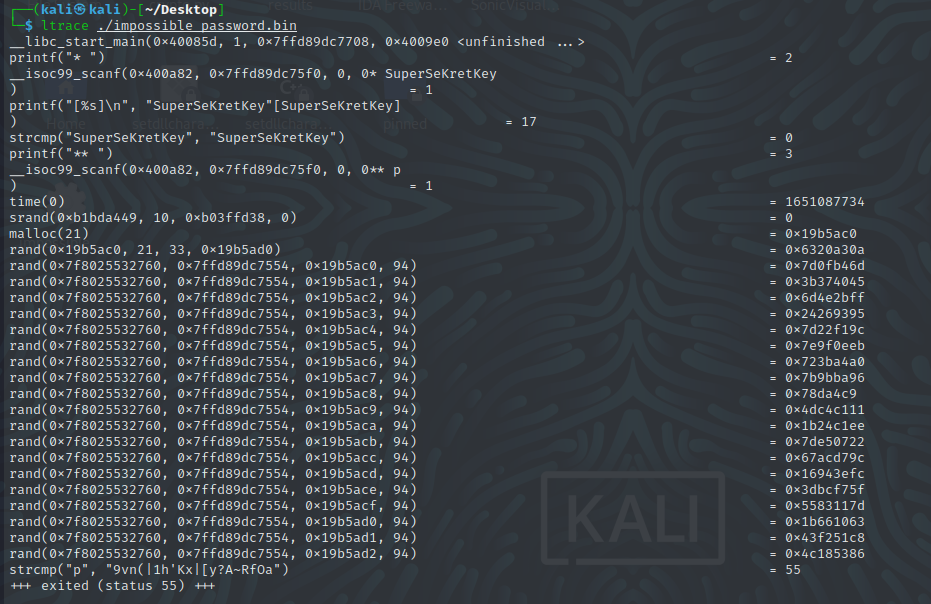 results IDA Freewa... SonicVisual
┌──(kali㉿kali)-[~/Desktop]
└─$ ltrace ./impossible_password.bin
__libc_start_main(0×40085d, 1, 0×7ffd89dc7708, 0×4009e0 <unfinished ...>
printf("* ") = 2
__isoc99_scanf(0×400a82, 0×7ffd89dc75f0, 0, 0* SuperSeKretKey
) = 1
printf("[%s]\n", "SuperSeKretKey"[SuperSeKretKey]
) = 17
strcmp("SuperSeKretKey", "SuperSeKretKey") = 0
printf("** ") = 3
__isoc99_scanf(0×400a82, 0×7ffd89dc75f0, 0, 0** p
) = 1
time(0) = 1651087734
srand(0×b1bda449, 10, 0×b03ffd38, 0) = 0
malloc(21) = 0×19b5ac0
rand(0×19b5ac0, 21, 33, 0×19b5ad0) = 0×6320a30a
rand(0×7f8025532760, 0×7ffd89dc7554, 0×19b5ac0, 94) = 0×7d0fb46d
rand(0×7f8025532760, 0×7ffd89dc7554, 0×19b5ac1, 94) = 0×3b374045
rand(0×7f8025532760, 0×7ffd89dc7554, 0×19b5ac2, 94) = 0×6d4e2bff
rand(0×7f8025532760, 0×7ffd89dc7554, 0×19b5ac3, 94) = 0×24269395
rand(0×7f8025532760, 0×7ffd89dc7554, 0×19b5ac4, 94) = 0×7d22f19c
rand(0×7f8025532760, 0×7ffd89dc7554, 0×19b5ac5, 94) = 0×7e9f0eeb
rand(0×7f8025532760, 0×7ffd89dc7554, 0×19b5ac6, 94) = 0×723ba4a0
rand(0×7f8025532760, 0×7ffd89dc7554, 0×19b5ac7, 94) = 0×7b9bba96
rand(0×7f8025532760, 0×7ffd89dc7554, 0×19b5ac8, 94) = 0×78da4c9
rand(0×7f8025532760, 0×7ffd89dc7554, 0×19b5ac9, 94) = 0×4dc4c111
rand(0×7f8025532760, 0×7ffd89dc7554, 0×19b5aca, 94) = 0×1b24c1ee
rand(0×7f8025532760, 0×7ffd89dc7554, 0×19b5acb, 94) = 0×7de50722
rand(0×7f8025532760, 0×7ffd89dc7554, 0×19b5acc, 94) = 0×67acd79c
rand(0×7f8025532760, 0×7ffd89dc7554, 0×19b5acd, 94) = 0×16943efc
rand(0×7f8025532760, 0×7ffd89dc7554, 0×19b5ace, 94) = 0×3dbcf75f
rand(0×7f8025532760, 0×7ffd89dc7554, 0×19b5acf, 94) = 0×5583117d
rand(0×7f8025532760, 0×7ffd89dc7554, 0×19b5ad0, 94) = 0×1b661063
rand(0×7f8025532760, 0×7ffd89dc7554, 0×19b5ad1, 94) = 0×43f251c8
rand(0×7f8025532760, 0×7ffd89dc7554, 0×19b5ad2, 94) = 0×4c185386
strcmp("p", "9vn(|1h'Kx|[y?A~RfOa") = 55
+++ exited (status 55) +++
KALI